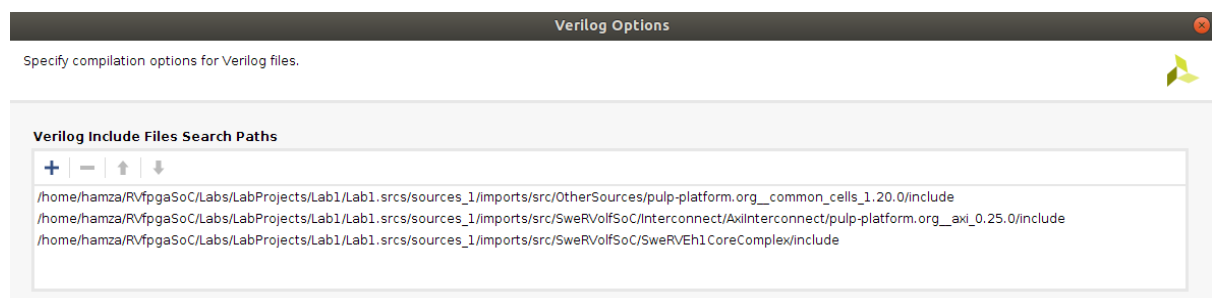 Verilog Options
Specify compilation options for Verilog files.
Verilog Include Files Search Paths
/home/hamza/RVfpgaSoC/Labs/LabProjects/Lab1/Lab1.srcs/sources_1/imports/src/OtherSources/pulp-platform.org__common_cells_1.20.0/include
/home/hamza/RVfpgaSoC/Labs/LabProjects/Lab1/Lab1.srcs/sources_1/imports/src/SweRVolfSoC/Interconnect/AxiInterconnect/pulp-platform.org__axi_0.25.0/include
/home/hamza/RVfpgaSoC/Labs/LabProjects/Lab1/Lab1.srcs/sources_1/imports/src/SweRVolfSoC/SweRVEh1CoreComplex/include